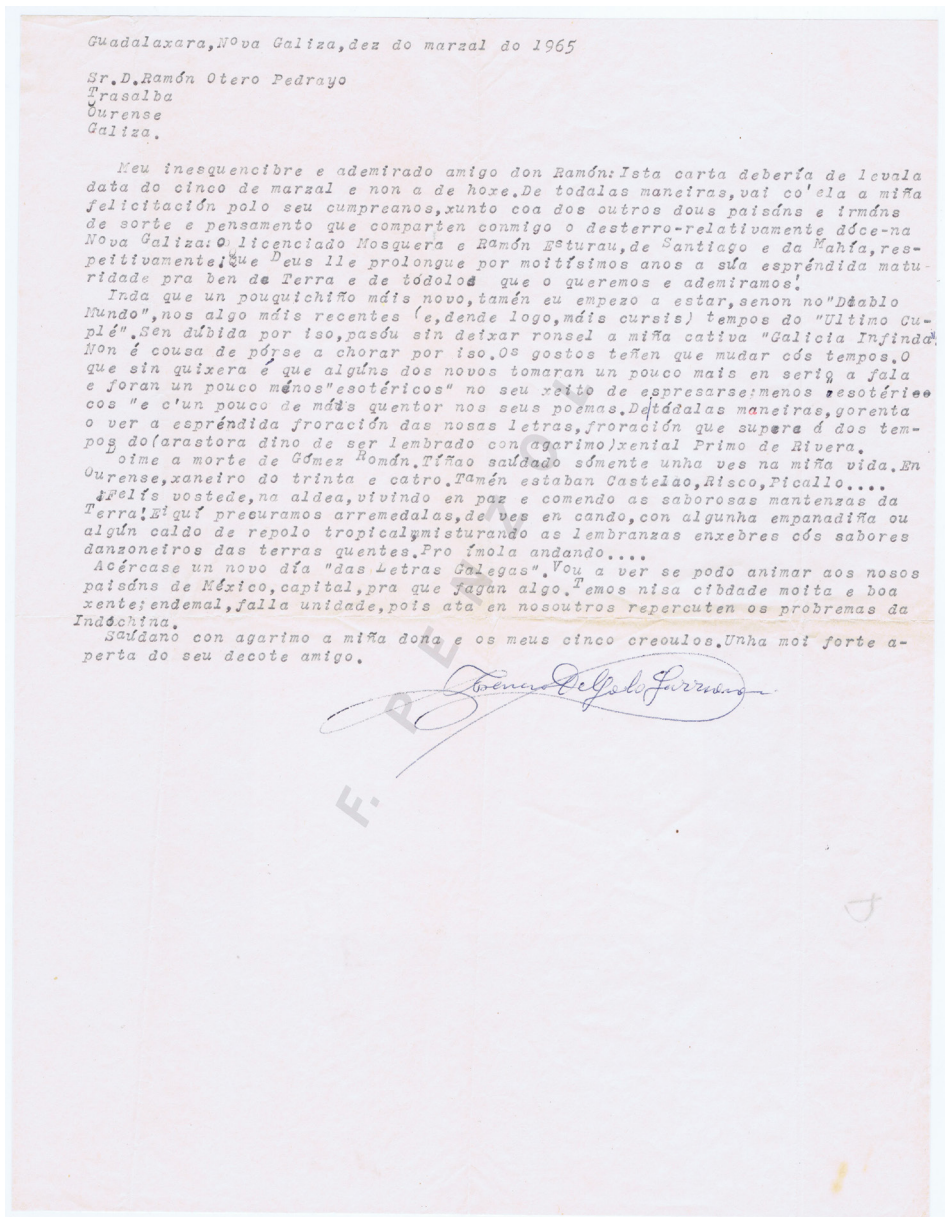 Guadalaxara,Nova Galiza,dez do marzal do 1965
Sr.D.Ramón Otero Pedrayo
Trasalba
Ourense
Galiza.
Meu inesquencibre e ademirado amigo don Ramón:Ista carta debería de levala
data do cinco de marzal e non a de hoxe.De todalas maneiras,vai co'ela a miña
felicitación polo seu cumpreanos,xunto coa dos outros dous paisáns e irmáns
de sorte e pensamento que comparten conmigo o desterro-relativamente dóce-na
Nova Galiza:O licenciado Mosquera e Ramón Esturau,de Santiago e da Mahía,res-
peitivamente¡Que Deus lle prolongue por moitísimos anos a súa espréndida matu-
ridade pra ben da Terra e de tódolos que o queremos e ademiramos!
Inda que un pouquichiño máis novo,tamén eu empezo a estar,senon no"Diablo
Mundo",nos algo máis recentes (e,dende logo,máis cursis) tempos do "Ultimo Cu-
plé".Sen dúbida por iso,pasóu sin deixar ronsel a miña cativa "Galicia Infinda".
Non é cousa de pórse a chorar por iso.Os gostos teñen que mudar cós tempos.O
que sin quixera é que algúns dos novos tomaran un pouco mais en serio a fala
e foran un pouco ménos"esotéricos" no seu xeito de espresarse:menos "esotéri
cos "e c'un pouco de máis quentor nos seus poemas.Detódalas maneiras,gorenta
o ver a espréndida froración das nosas letras,froración que supera á dos tem-
pos do(arastora dino de ser lembrado con agarimo)xenial Primo de Rivera.
Doime a morte de Gómez Román.Tíñao saúdado sómente unha ves na miña vida.En
Ourense,xaneiro do trinta e catro.Tamén estaban Castelao,Risco,Picallo....
¡Felís vostede,na aldea,vivindo en paz e comendo as saborosas mantenzas da
Terra!Eiquí precuramos arremedalas,de ves en cando,con algunha empanadiña ou
algún caldo de repolo tropical,misturando as lembranzas enxebres cós sabores
danzoneiros das terras quentes.Pro ímola andando....
Acércase un novo día "das Letras Galegas".Vou a ver se podo animar aos nosos
paisáns de México,capital,pra que fagan algo.Temos nisa cibdade moita e boa
xente;endemal,falla unidade,pois ata en nosoutros repercuten os probremas da
Indochina.
Saúdano con agarimo a miña dona e os meus cinco creoulos.Unha moi forte a-
perta do seu decote amigo.
Delgado Gurriarán
F. PENZOL